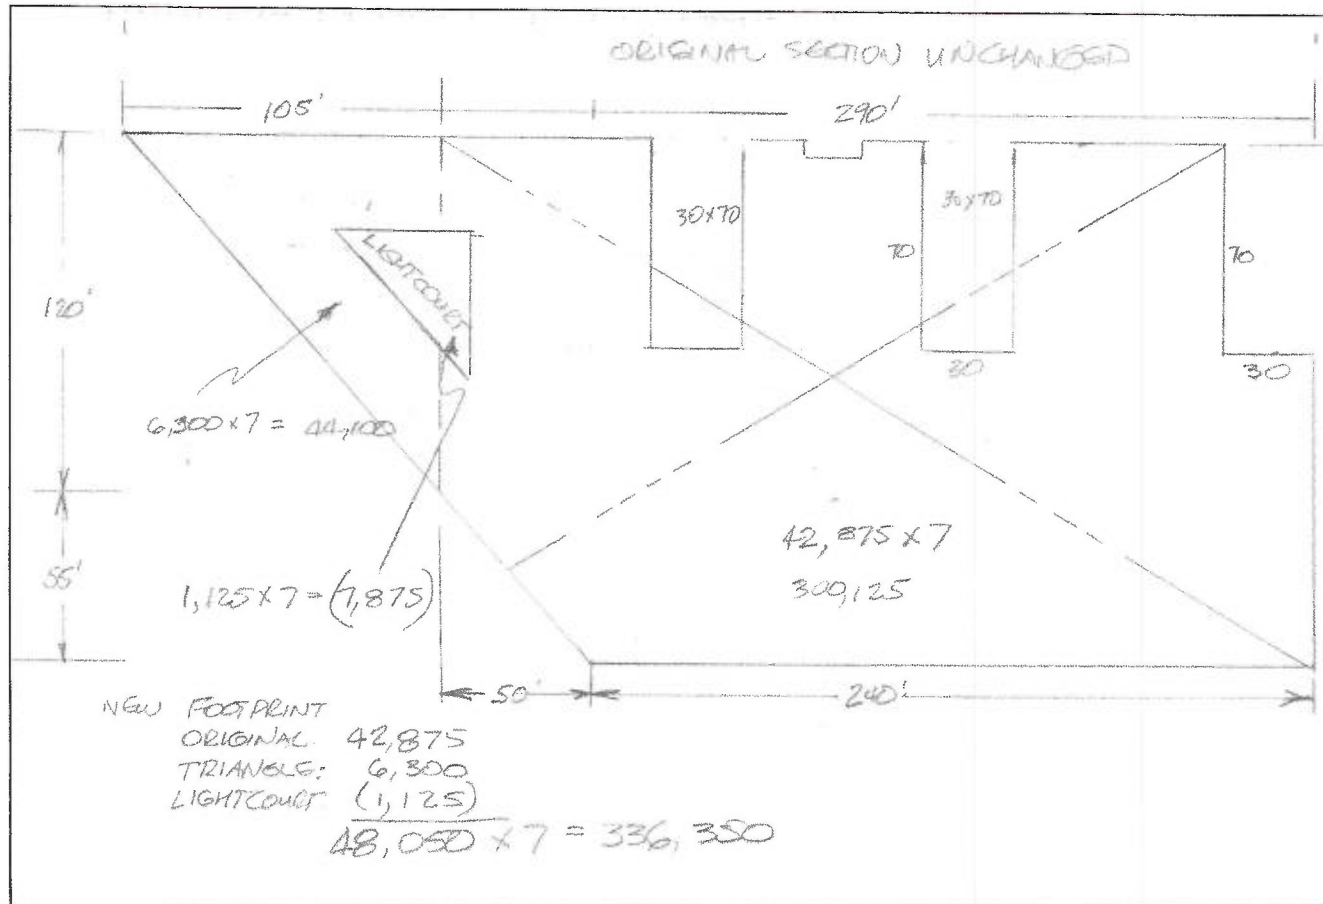 ORIGINAL SECTION UNCHANGED
105'
290'
30x70
30x70
70
70
LIGHTCOURT
120'
30
30
6,300 x 7 = 44,100
42,875 x 7
300,125
55'
1,125 x 7 = (7,875)
50'
240'
NEW FOOTPRINT
ORIGINAL 42,875
TRIANGLE: 6,300
LIGHTCOURT (1,125)
48,050 x 7 = 336,350